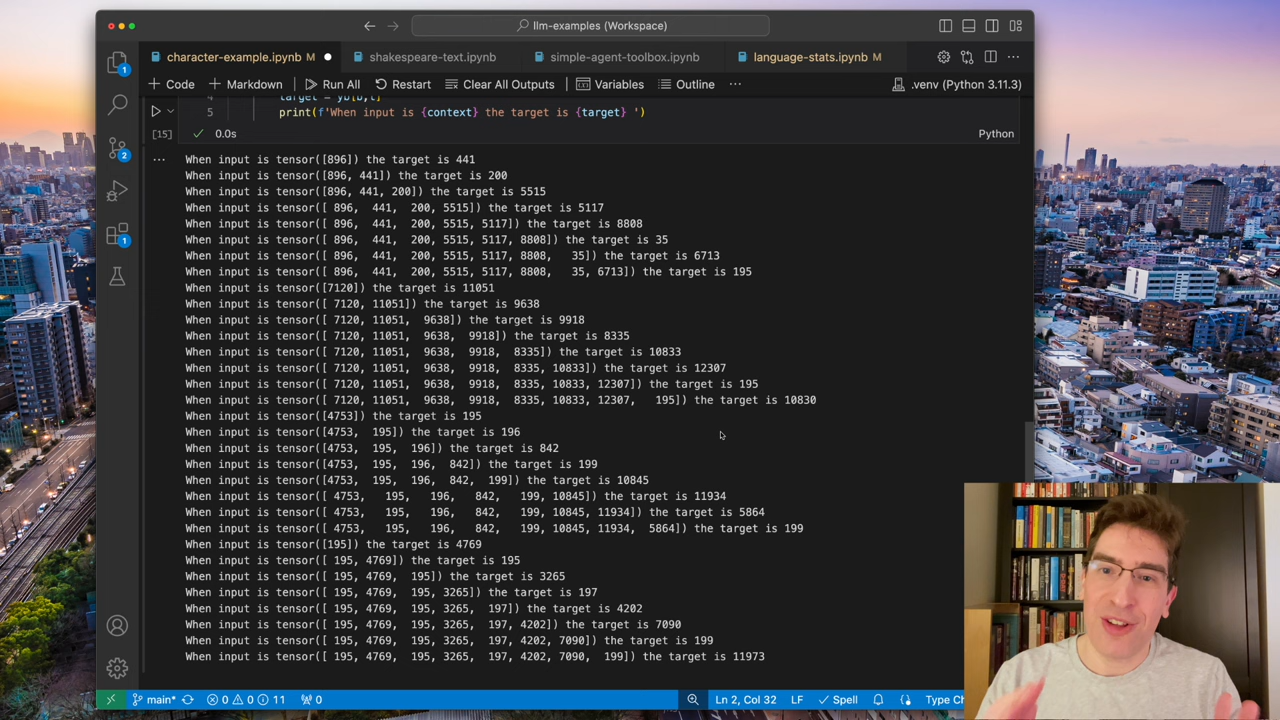 llm-examples (Workspace)
character-example.ipynb M
shakespeare-text.ipynb
simple-agent-toolbox.ipynb
language-stats.ipynb M
Code
Markdown
Run All
Restart
Clear All Outputs
Variables
Outline
.venv (Python 3.11.3)
4 target = yb[b,t]
5 print(f'When input is {context} the target is {target} ')
[15] 0.0s Python
When input is tensor([896]) the target is 441
When input is tensor([896, 441]) the target is 200
When input is tensor([896, 441, 200]) the target is 5515
When input is tensor([ 896, 441, 200, 5515]) the target is 5117
When input is tensor([ 896, 441, 200, 5515, 5117]) the target is 8808
When input is tensor([ 896, 441, 200, 5515, 5117, 8808]) the target is 35
When input is tensor([ 896, 441, 200, 5515, 5117, 8808, 35]) the target is 6713
When input is tensor([ 896, 441, 200, 5515, 5117, 8808, 35, 6713]) the target is 195
When input is tensor([7120]) the target is 11051
When input is tensor([ 7120, 11051]) the target is 9638
When input is tensor([ 7120, 11051, 9638]) the target is 9918
When input is tensor([ 7120, 11051, 9638, 9918]) the target is 8335
When input is tensor([ 7120, 11051, 9638, 9918, 8335]) the target is 10833
When input is tensor([ 7120, 11051, 9638, 9918, 8335, 10833]) the target is 12307
When input is tensor([ 7120, 11051, 9638, 9918, 8335, 10833, 12307]) the target is 195
When input is tensor([ 7120, 11051, 9638, 9918, 8335, 10833, 12307, 195]) the target is 10830
When input is tensor([4753]) the target is 195
When input is tensor([4753, 195]) the target is 196
When input is tensor([4753, 195, 196]) the target is 842
When input is tensor([4753, 195, 196, 842]) the target is 199
When input is tensor([4753, 195, 196, 842, 199]) the target is 10845
When input is tensor([ 4753, 195, 196, 842, 199, 10845]) the target is 11934
When input is tensor([ 4753, 195, 196, 842, 199, 10845, 11934]) the target is 5864
When input is tensor([ 4753, 195, 196, 842, 199, 10845, 11934, 5864]) the target is 199
When input is tensor([195]) the target is 4769
When input is tensor([ 195, 4769]) the target is 195
When input is tensor([ 195, 4769, 195]) the target is 3265
When input is tensor([ 195, 4769, 195, 3265]) the target is 197
When input is tensor([ 195, 4769, 195, 3265, 197]) the target is 4202
When input is tensor([ 195, 4769, 195, 3265, 197, 4202]) the target is 7090
When input is tensor([ 195, 4769, 195, 3265, 197, 4202, 7090]) the target is 199
When input is tensor([ 195, 4769, 195, 3265, 197, 4202, 7090, 199]) the target is 11973
1
2
1
main* 0 0 11 0
Ln 2, Col 32 LF Spell Type Ch